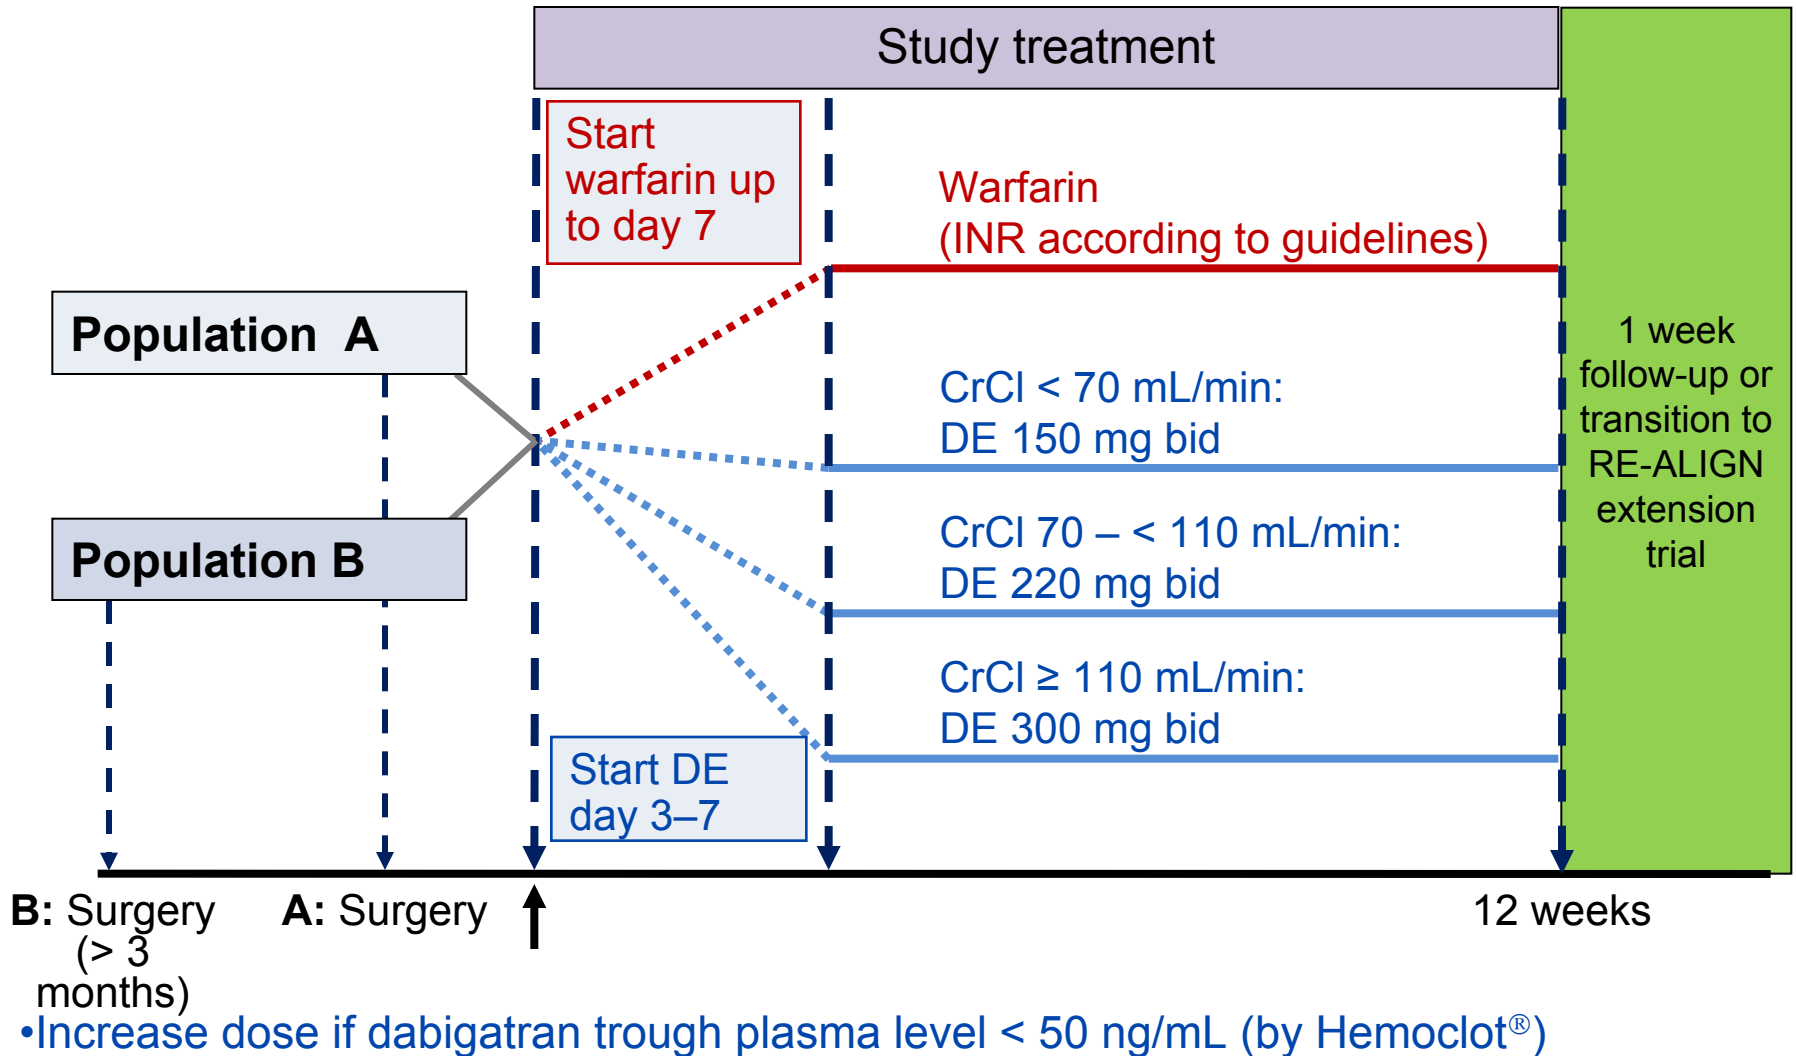 Study treatment
Start
warfarin up
to day 7
Warfarin
(INR according to guidelines)
Population A
Population B
CrCl < 70 mL/min:
DE 150 mg bid
CrCl 70 – < 110 mL/min:
DE 220 mg bid
CrCl ≥ 110 mL/min:
DE 300 mg bid
Start DE
day 3–7
1 week
follow-up or
transition to
RE-ALIGN
extension
trial
B: Surgery
(> 3
months)
A: Surgery
12 weeks
•Increase dose if dabigatran trough plasma level < 50 ng/mL (by Hemoclot®)